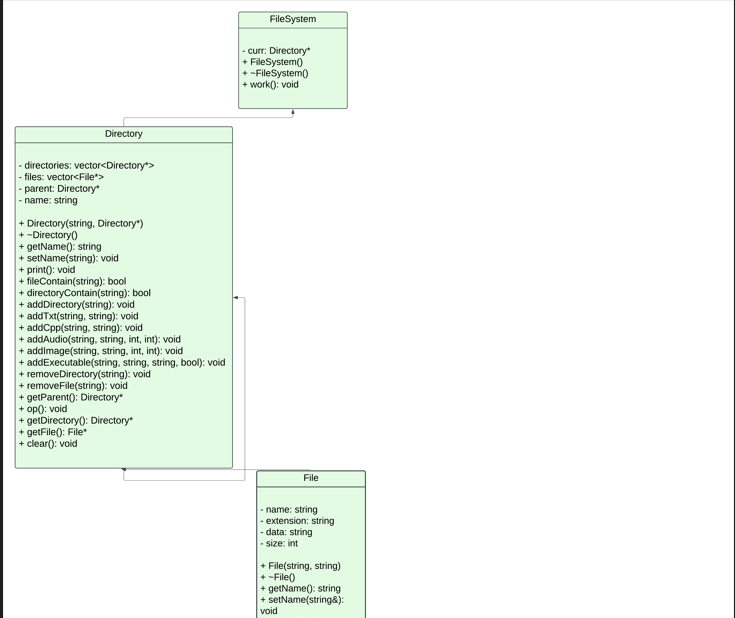 FileSystem
- curr: Directory*
+ FileSystem()
+ ~FileSystem()
+ work(): void
Directory
- directories: vector<Directory*>
- files: vector<File*>
- parent: Directory*
- name: string
+ Directory(string, Directory*)
+ ~Directory()
+ getName(): string
+ setName(string): void
+ print(): void
+ fileContain(string): bool
+ directoryContain(string): bool
+ addDirectory(string): void
+ addTxt(string, string): void
+ addCpp(string, string): void
+ addAudio(string, string, int, int): void
+ addImage(string, string, int, int): void
+ addExecutable(string, string, string, bool): void
+ removeDirectory(string): void
+ removeFile(string): void
+ getParent(): Directory*
+ op(): void
+ getDirectory(): Directory*
+ getFile(): File*
+ clear(): void
File
- name: string
- extension: string
- data: string
- size: int
+ File(string, string)
+ ~File()
+ getName(): string
+ setName(string&):
void